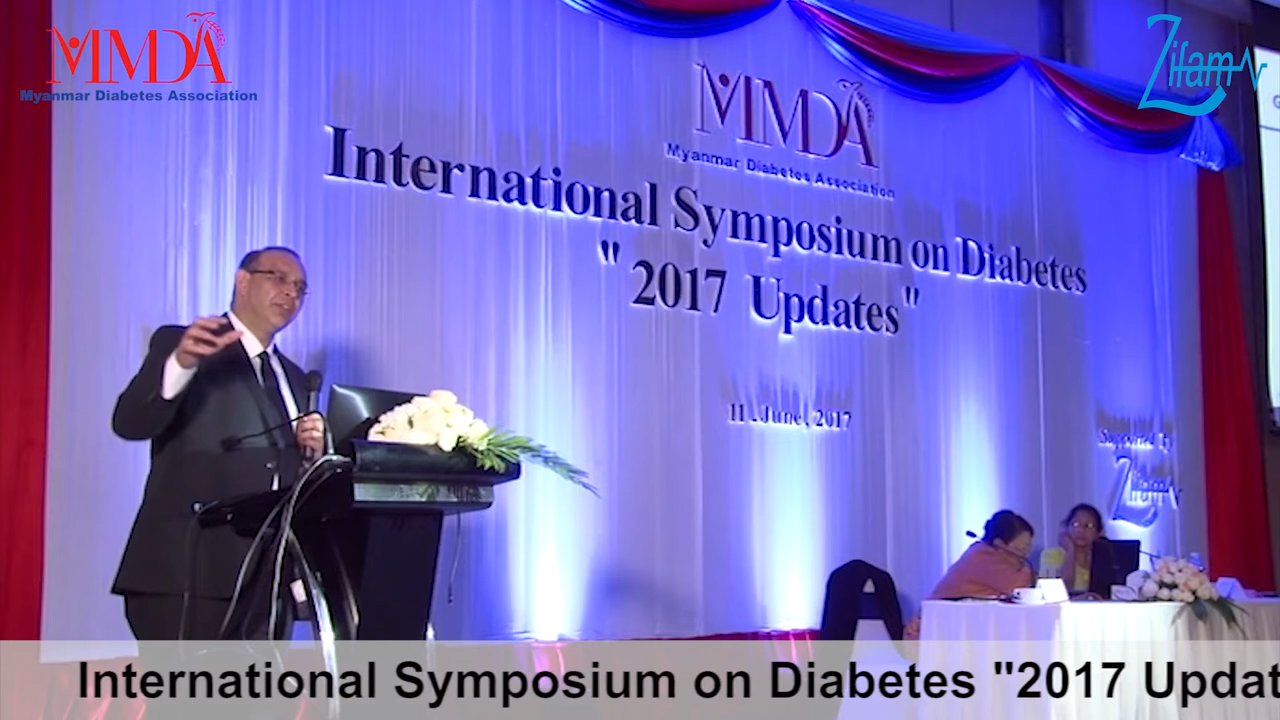 MMDA
Myanmar Diabetes Association
Zifam
MMDA
Myanmar Diabetes Association
International Symposium on Diabetes
" 2017 Updates"
11 . June, 2017
Supported By
Zifam
International Symposium on Diabetes "2017 Updat